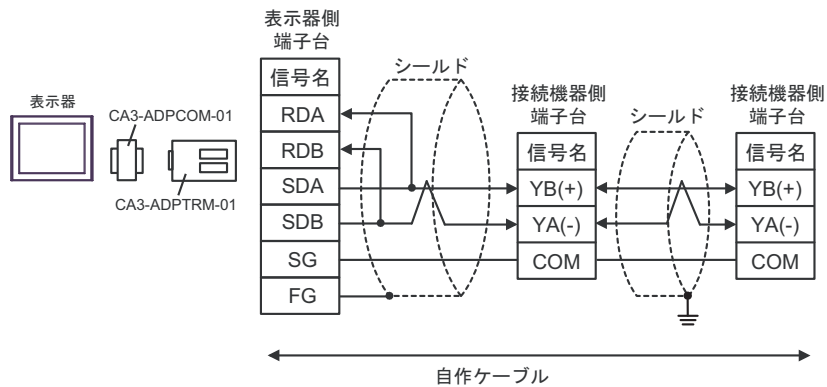 表示器
CA3-ADPCOM-01
CA3-ADPTRM-01
表示器側
端子台
信号名
RDA
RDB
SDA
SDB
SG
FG
シールド
接続機器側
端子台
信号名
YB(+)
YA(-)
COM
シールド
接続機器側
端子台
信号名
YB(+)
YA(-)
COM
自作ケーブル